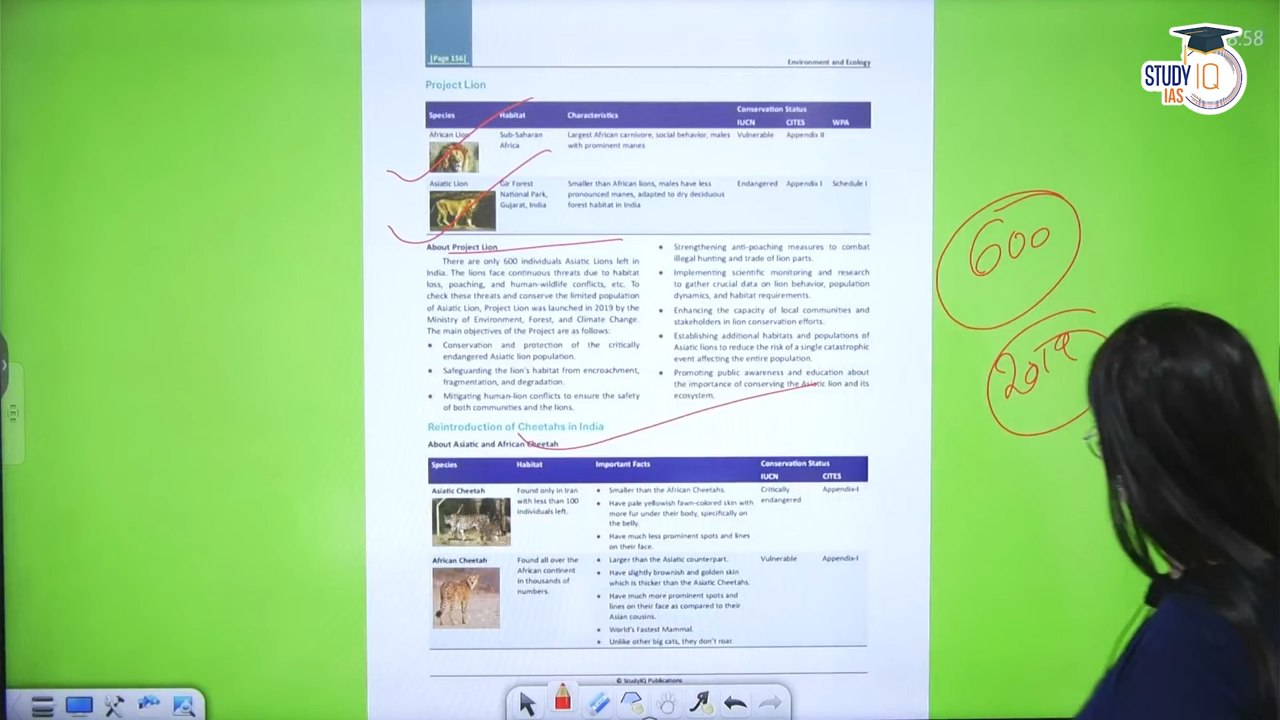 6.58
STUDY IQ
IAS
|Page 156|
Environment and Ecology
Project Lion
Species Habitat Characteristics Conservation Status
IUCN CITES WPA
African Lion Sub-Saharan Africa Largest African carnivore, social behavior, males with prominent manes Vulnerable Appendix II
Asiatic Lion Gir Forest National Park, Gujarat, India Smaller than African lions, males have less pronounced manes, adapted to dry deciduous forest habitat in India Endangered Appendix I Schedule I
About Project Lion
There are only 600 individuals Asiatic Lions left in
India. The lions face continuous threats due to habitat
loss, poaching, and human-wildlife conflicts, etc. To
check these threats and conserve the limited population
of Asiatic Lion, Project Lion was launched in 2019 by the
Ministry of Environment, Forest, and Climate Change.
The main objectives of the Project are as follows:
• Conservation and protection of the critically
endangered Asiatic lion population.
• Safeguarding the lion's habitat from encroachment,
fragmentation, and degradation.
• Mitigating human-lion conflicts to ensure the safety
of both communities and the lions.
• Strengthening anti-poaching measures to combat
illegal hunting and trade of lion parts.
• Implementing scientific monitoring and research
to gather crucial data on lion behavior, population
dynamics, and habitat requirements.
• Enhancing the capacity of local communities and
stakeholders in lion conservation efforts.
• Establishing additional habitats and populations of
Asiatic lions to reduce the risk of a single catastrophic
event affecting the entire population.
• Promoting public awareness and education about
the importance of conserving the Asiatic lion and its
ecosystem.
600
2019
Reintroduction of Cheetahs in India
About Asiatic and African Cheetah
Species Habitat Important Facts Conservation Status
IUCN CITES
Asiatic Cheetah Found only in Iran with less than 100 individuals left. Critically endangered Appendix-I
• Smaller than the African Cheetahs.
• Have pale yellowish fawn-colored skin with
more fur under their body, specifically on
the belly.
• Have much less prominent spots and lines
on their face.
African Cheetah Found all over the African continent in thousands of numbers. Vulnerable Appendix-I
• Larger than the Asiatic counterpart.
• Have slightly brownish and golden skin
which is thicker than the Asiatic Cheetahs.
• Have much more prominent spots and
lines on their face as compared to their
Asian cousins.
• World's Fastest Mammal.
• Unlike other big cats, they don't roar.
© StudyIQ Publications